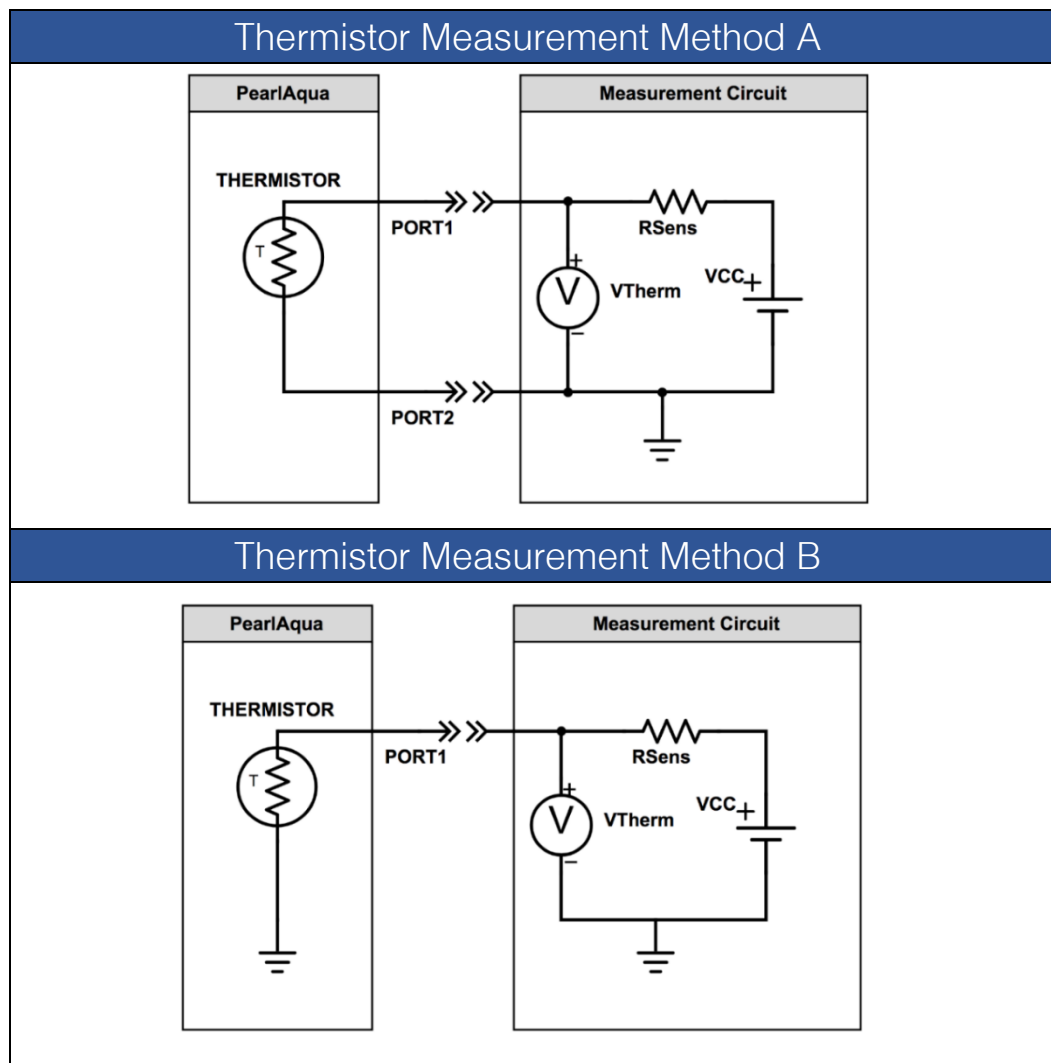 Thermistor Measurement Method A
PearlAqua
Measurement Circuit
THERMISTOR
T
PORT1
RSens
+
V
VTherm
VCC
+
−
PORT2
Thermistor Measurement Method B
PearlAqua
Measurement Circuit
THERMISTOR
T
PORT1
RSens
+
V
VTherm
VCC
+
−